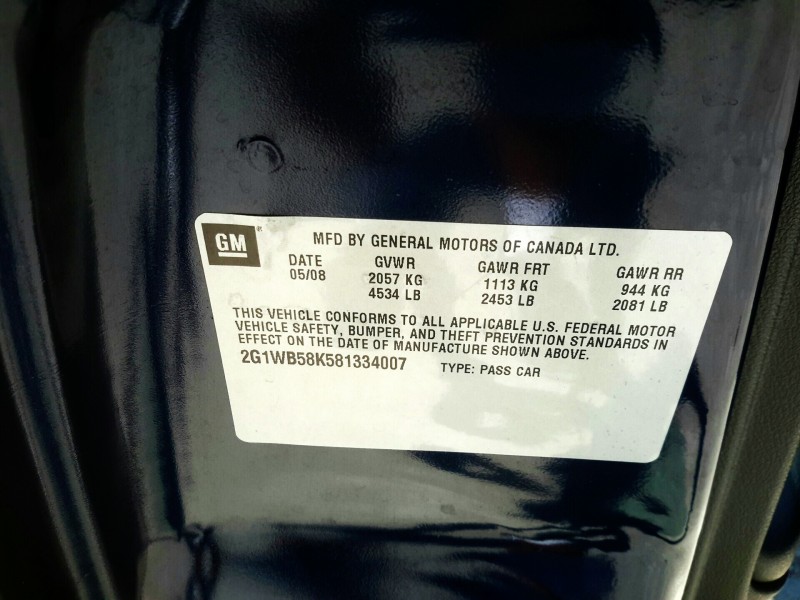 GM
MFD BY GENERAL MOTORS OF CANADA LTD.
DATE GVWR GAWR FRT GAWR RR
05/08 2057 KG 1113 KG 944 KG
4534 LB 2453 LB 2081 LB
THIS VEHICLE CONFORMS TO ALL APPLICABLE U.S. FEDERAL MOTOR
VEHICLE SAFETY, BUMPER, AND THEFT PREVENTION STANDARDS IN
EFFECT ON THE DATE OF MANUFACTURE SHOWN ABOVE.
2G1WB58K581334007 TYPE: PASS CAR